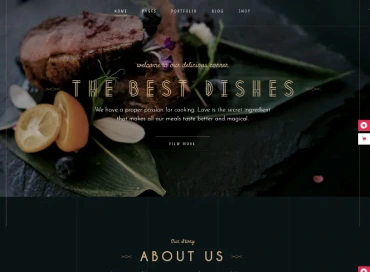 HOME PAGES PORTFOLIO BLOG SHOP
welcome to our delicious corner
THE BEST DISHES
We have a proper passion for cooking. Love is the secret ingredient
that makes all our meals taste better and magical.
VIEW MORE
Our story
ABOUT US